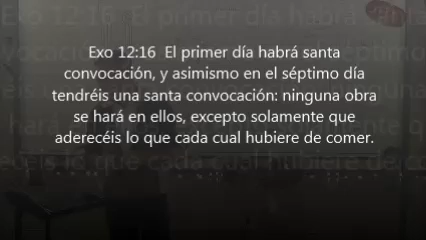 Exo 12:16 El primer día habrá santa
convocación, y asimismo en el séptimo día
tendréis una santa convocación: ninguna obra
se hará en ellos, excepto solamente que
aderecéis lo que cada cual hubiere de comer.